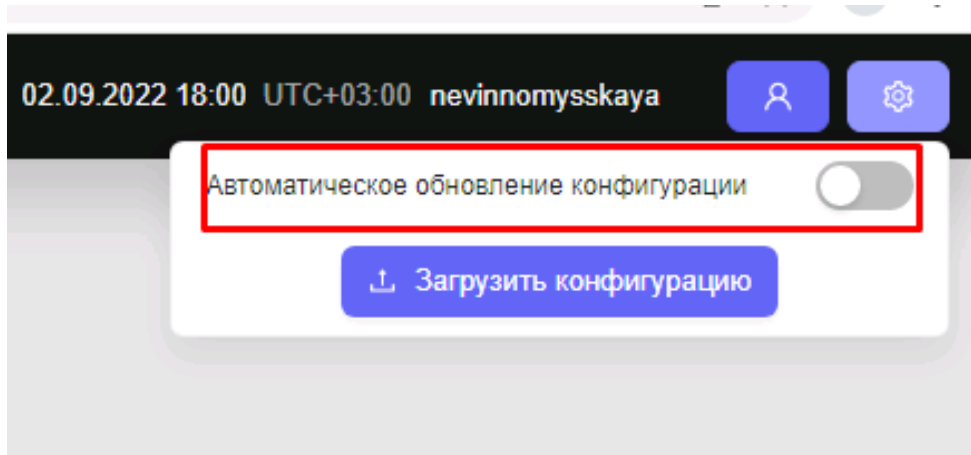 02.09.2022 18:00 UTC+03:00 nevinnomysskaya
Автоматическое обновление конфигурации
Загрузить конфигурацию